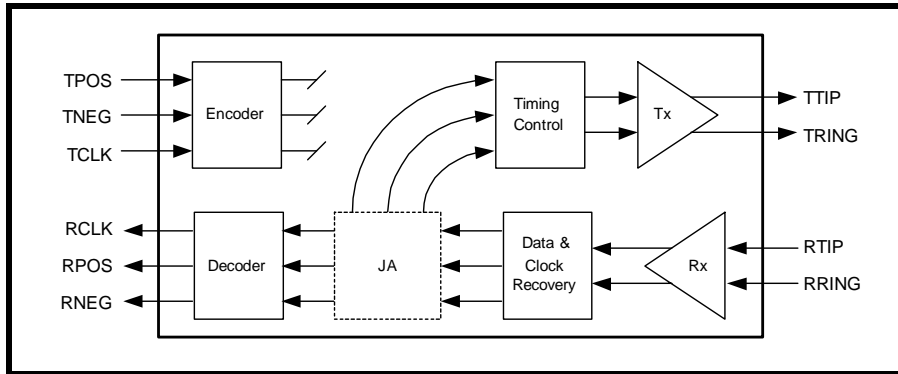 TPOS
TNEG
TCLK
Encoder
Timing
Control
Tx
TTIP
TRING
RCLK
RPOS
RNEG
Decoder
JA
Data &
Clock
Recovery
Rx
RTIP
RRING